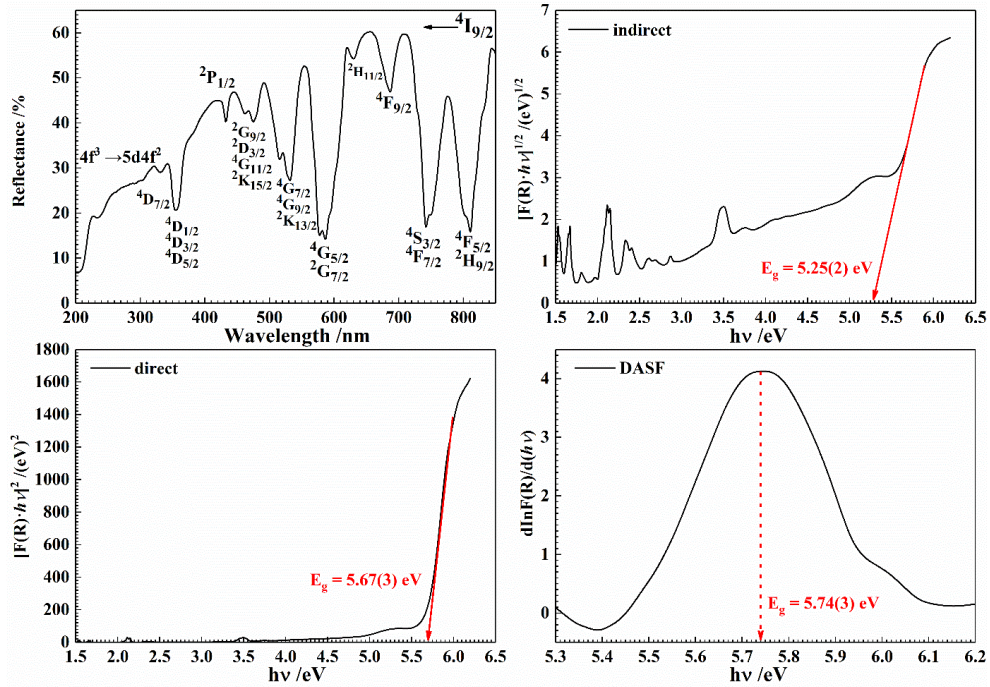 ⁴I₉/₂
²P₁/₂
²H₁₁/₂
⁴F₉/₂
4f³ →5d4f²
²G₉/₂
²D₃/₂
⁴G₁₁/₂
²K₁₅/₂
⁴D₇/₂
⁴D₁/₂
⁴D₃/₂
⁴D₅/₂
⁴G₇/₂
⁴G₉/₂
²K₁₃/₂
⁴G₅/₂
²G₇/₂
⁴S₃/₂
⁴F₇/₂
⁴F₅/₂
²H₉/₂
Reflectance /%
0 10 20 30 40 50 60
200 300 400 500 600 700 800
Wavelength /nm
indirect
[F(R)·hν]¹/² /(eV)¹/²
0 1 2 3 4 5 6 7
E_g = 5.25(2) eV
1.5 2.0 2.5 3.0 3.5 4.0 4.5 5.0 5.5 6.0 6.5
hν /eV
direct
[F(R)·hν]² /(eV)²
0 200 400 600 800 1000 1200 1400 1600 1800
E_g = 5.67(3) eV
1.5 2.0 2.5 3.0 3.5 4.0 4.5 5.0 5.5 6.0 6.5
hν /eV
DASF
dInF(R)/d(hν)
0 1 2 3 4
E_g = 5.74(3) eV
5.3 5.4 5.5 5.6 5.7 5.8 5.9 6.0 6.1 6.2
hν /eV